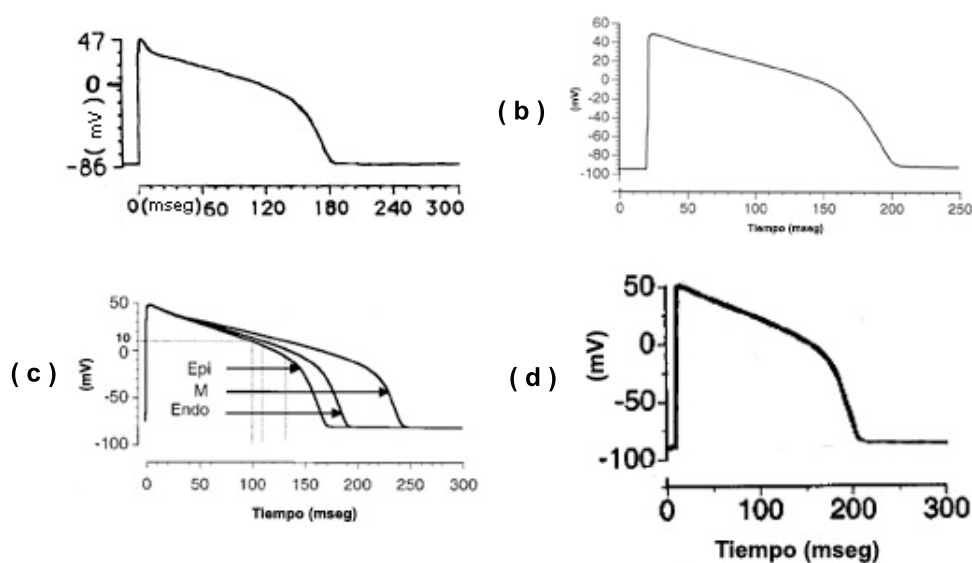 47
0
( mV )
-86
0(mseg)60 120 180 240 300
( b )
60
40
20
0
-20
-40
-60
-80
-100
(mV)
0 50 100 150 200 250
Tiempo (mseg)
( c )
50
10
0
-50
-100
(mV)
Epi
M
Endo
0 50 100 150 200 250 300
Tiempo (mseg)
( d )
50
0
-50
-100
(mV)
0 100 200 300
Tiempo (mseg)